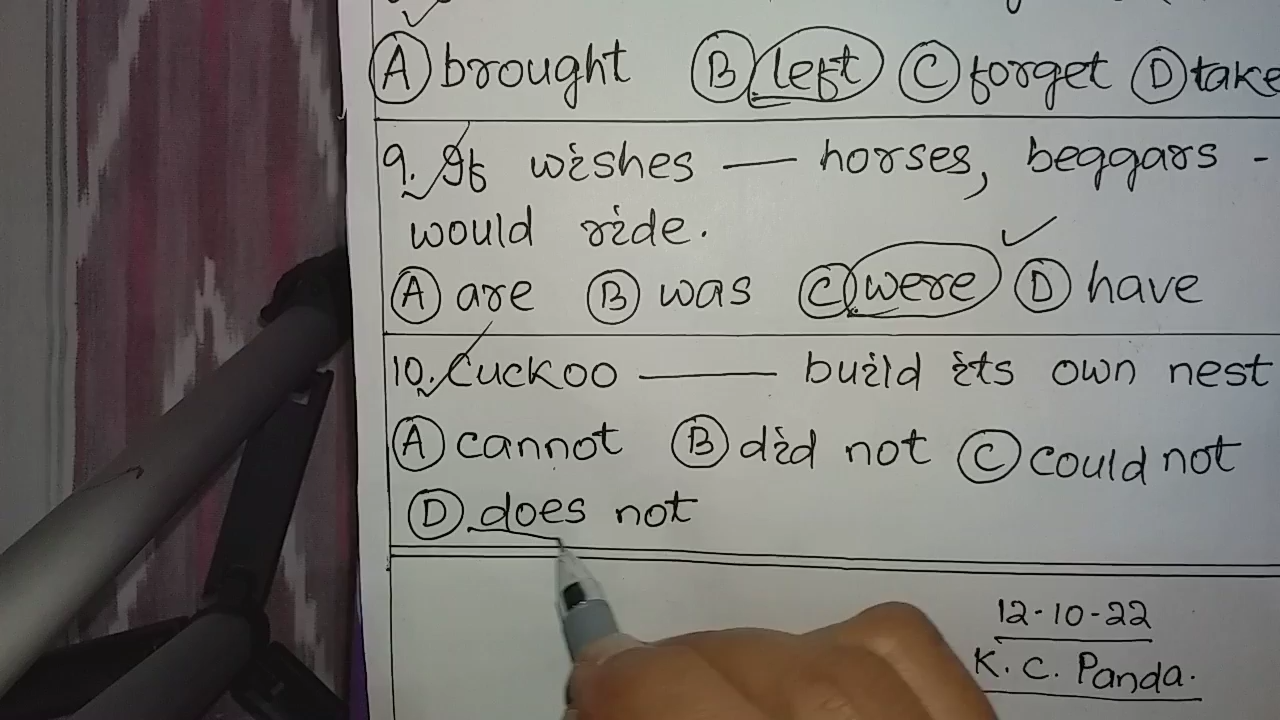 A brought B left C forget D take
9. If wishes — horses, beggars -
would ride.
A are B was C were D have
10. Cuckoo —— build its own nest
A cannot B did not C could not
D does not
12-10-22
K. C. Panda.